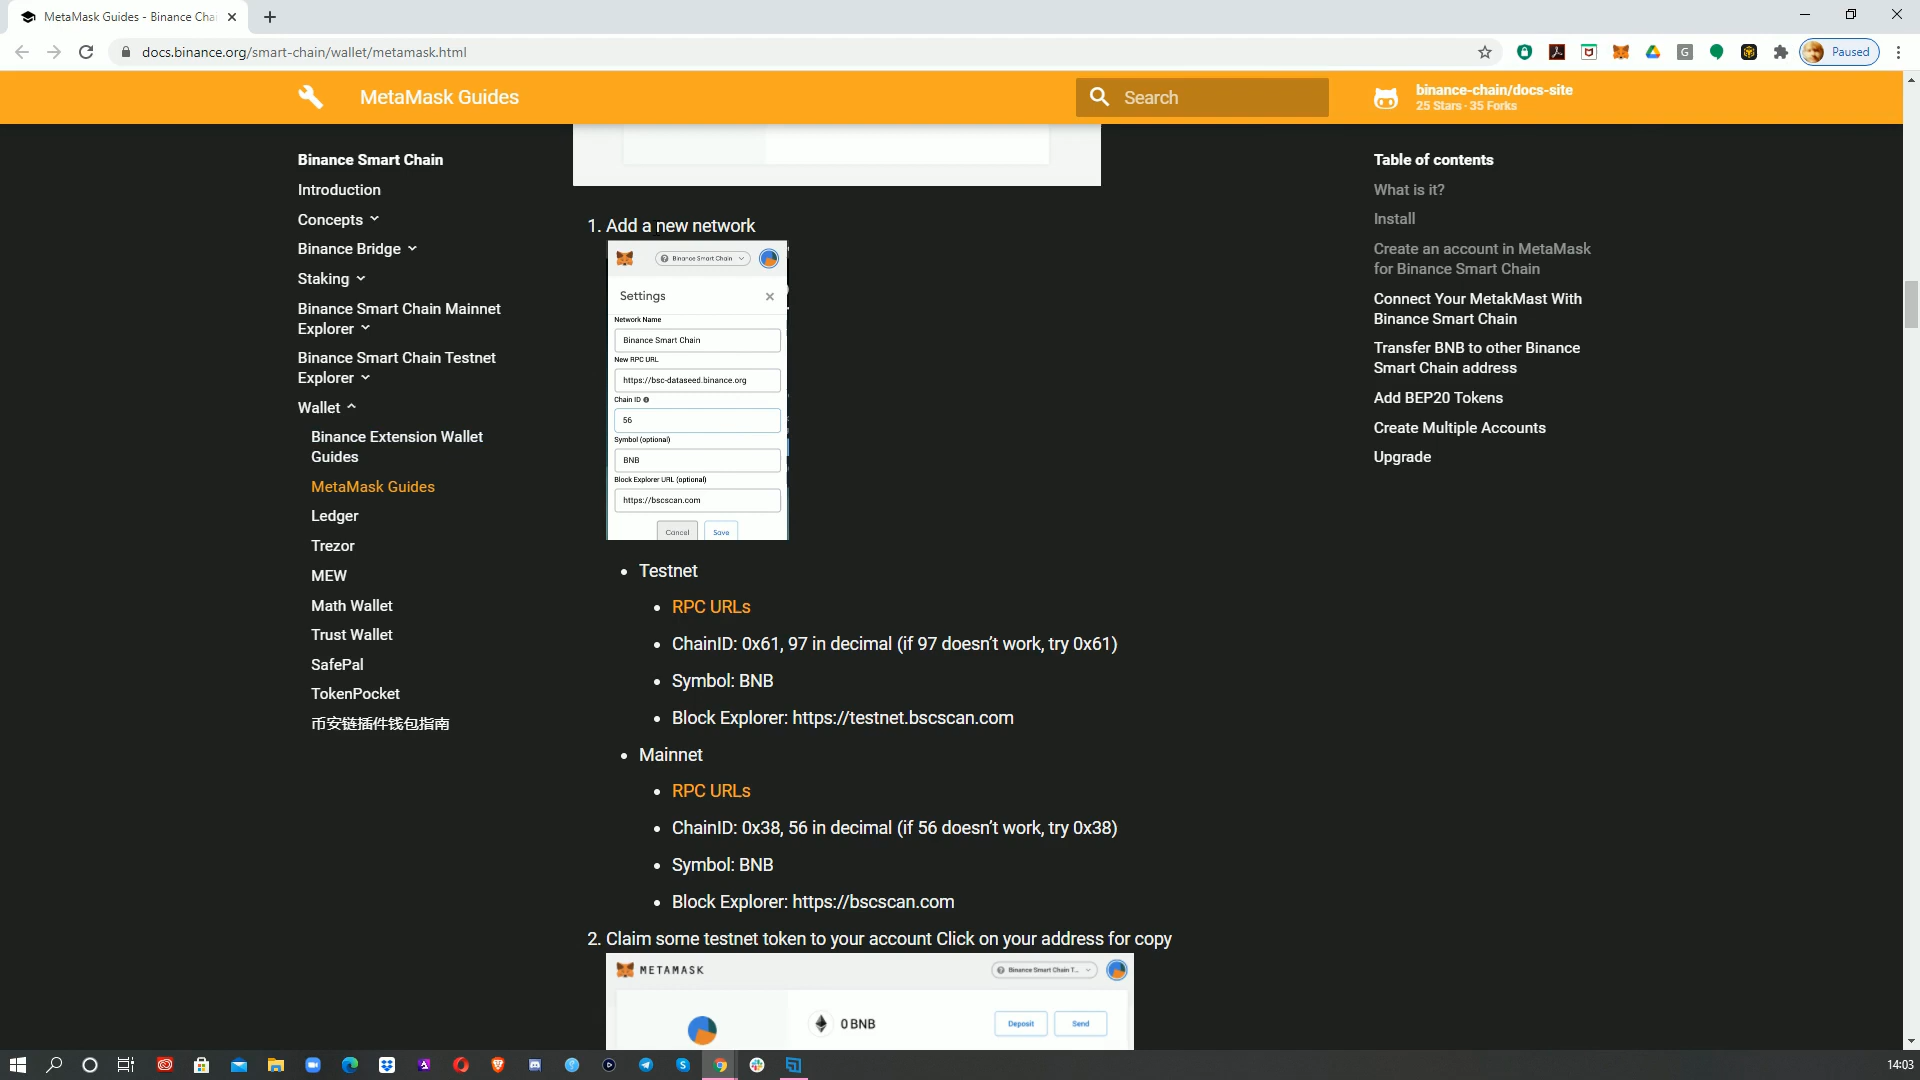 MetaMask Guides - Binance Chai
docs.binance.org/smart-chain/wallet/metamask.html
Paused
MetaMask Guides
Search
binance-chain/docs-site
25 Stars · 35 Forks
Binance Smart Chain
Introduction
Concepts
Binance Bridge
Staking
Binance Smart Chain Mainnet
Explorer
Binance Smart Chain Testnet
Explorer
Wallet
Binance Extension Wallet
Guides
MetaMask Guides
Ledger
Trezor
MEW
Math Wallet
Trust Wallet
SafePal
TokenPocket
币安链插件钱包指南
1. Add a new network
Binance Smart Chain
Settings
Network Name
Binance Smart Chain
New RPC URL
https://bsc-dataseed.binance.org
Chain ID
56
Symbol (optional)
BNB
Block Explorer URL (optional)
https://bscscan.com
Cancel
Save
• Testnet
• RPC URLs
• ChainID: 0x61, 97 in decimal (if 97 doesn’t work, try 0x61)
• Symbol: BNB
• Block Explorer: https://testnet.bscscan.com
• Mainnet
• RPC URLs
• ChainID: 0x38, 56 in decimal (if 56 doesn’t work, try 0x38)
• Symbol: BNB
• Block Explorer: https://bscscan.com
2. Claim some testnet token to your account Click on your address for copy
METAMASK
Binance Smart Chain T...
0 BNB
Deposit
Send
Table of contents
What is it?
Install
Create an account in MetaMask
for Binance Smart Chain
Connect Your MetakMast With
Binance Smart Chain
Transfer BNB to other Binance
Smart Chain address
Add BEP20 Tokens
Create Multiple Accounts
Upgrade
14:03